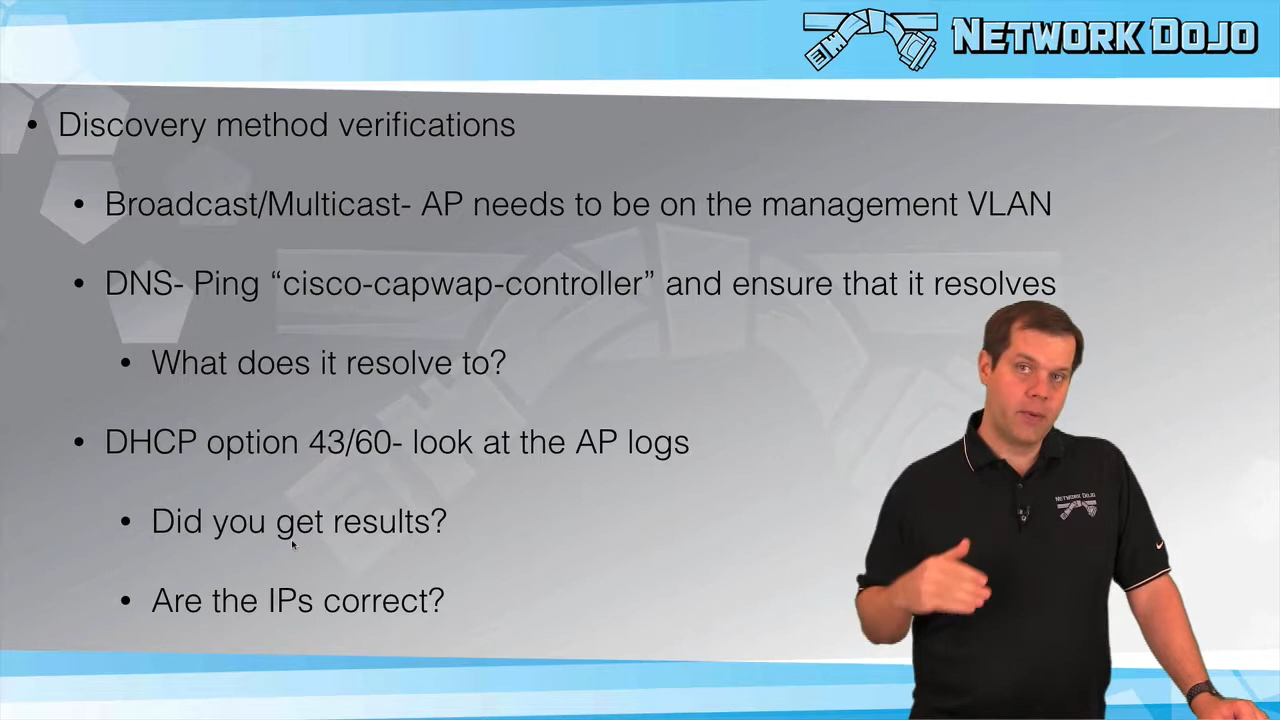 NETWORK DOJO
• Discovery method verifications
• Broadcast/Multicast- AP needs to be on the management VLAN
• DNS- Ping “cisco-capwap-controller” and ensure that it resolves
• What does it resolve to?
• DHCP option 43/60- look at the AP logs
• Did you get results?
• Are the IPs correct?
NETWORK DOJO